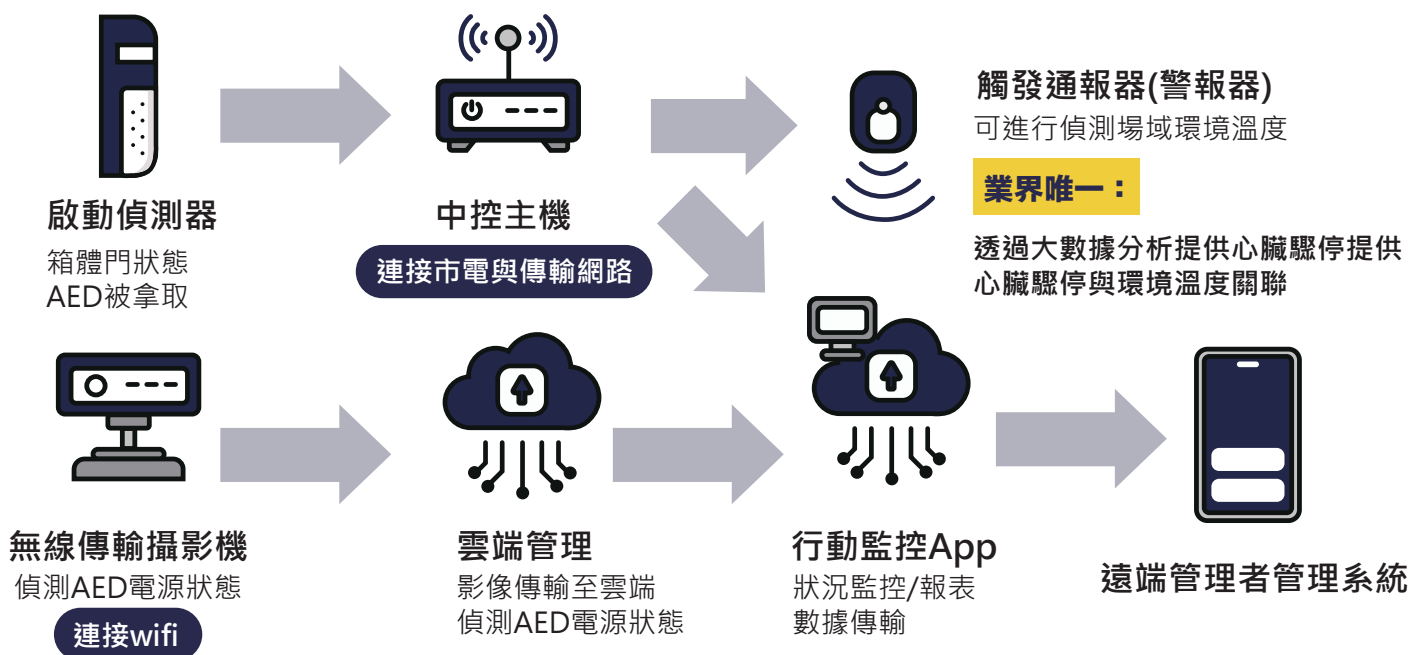 啟動偵測器
箱體門狀態
AED被拿取
中控主機
連接市電與傳輸網路
觸發通報器(警報器)
可進行偵測場域環境溫度
業界唯一：
透過大數據分析提供心臟驟停提供
心臟驟停與環境溫度關聯
無線傳輸攝影機
偵測AED電源狀態
連接wifi
雲端管理
影像傳輸至雲端
偵測AED電源狀態
行動監控App
狀況監控/報表
數據傳輸
遠端管理者管理系統